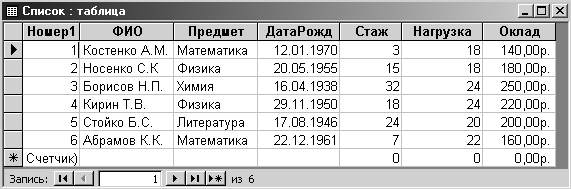 Список : таблица
Номер1 ФИО Предмет ДатаРожд Стаж Нагрузка Оклад
1 Костенко А.М. Математика 12.01.1970 3 18 140,00р.
2 Носенко С.К Физика 20.05.1955 15 18 180,00р.
3 Борисов Н.П. Химия 16.04.1938 32 24 250,00р.
4 Кирин Т.В. Физика 29.11.1950 18 24 220,00р.
5 Стойко Б.С. Литература 17.08.1946 24 20 200,00р.
6 Абрамов К.К. Математика 22.12.1961 7 22 160,00р.
Счетчик) 0 0 0,00р.
Запись: 1 из 6